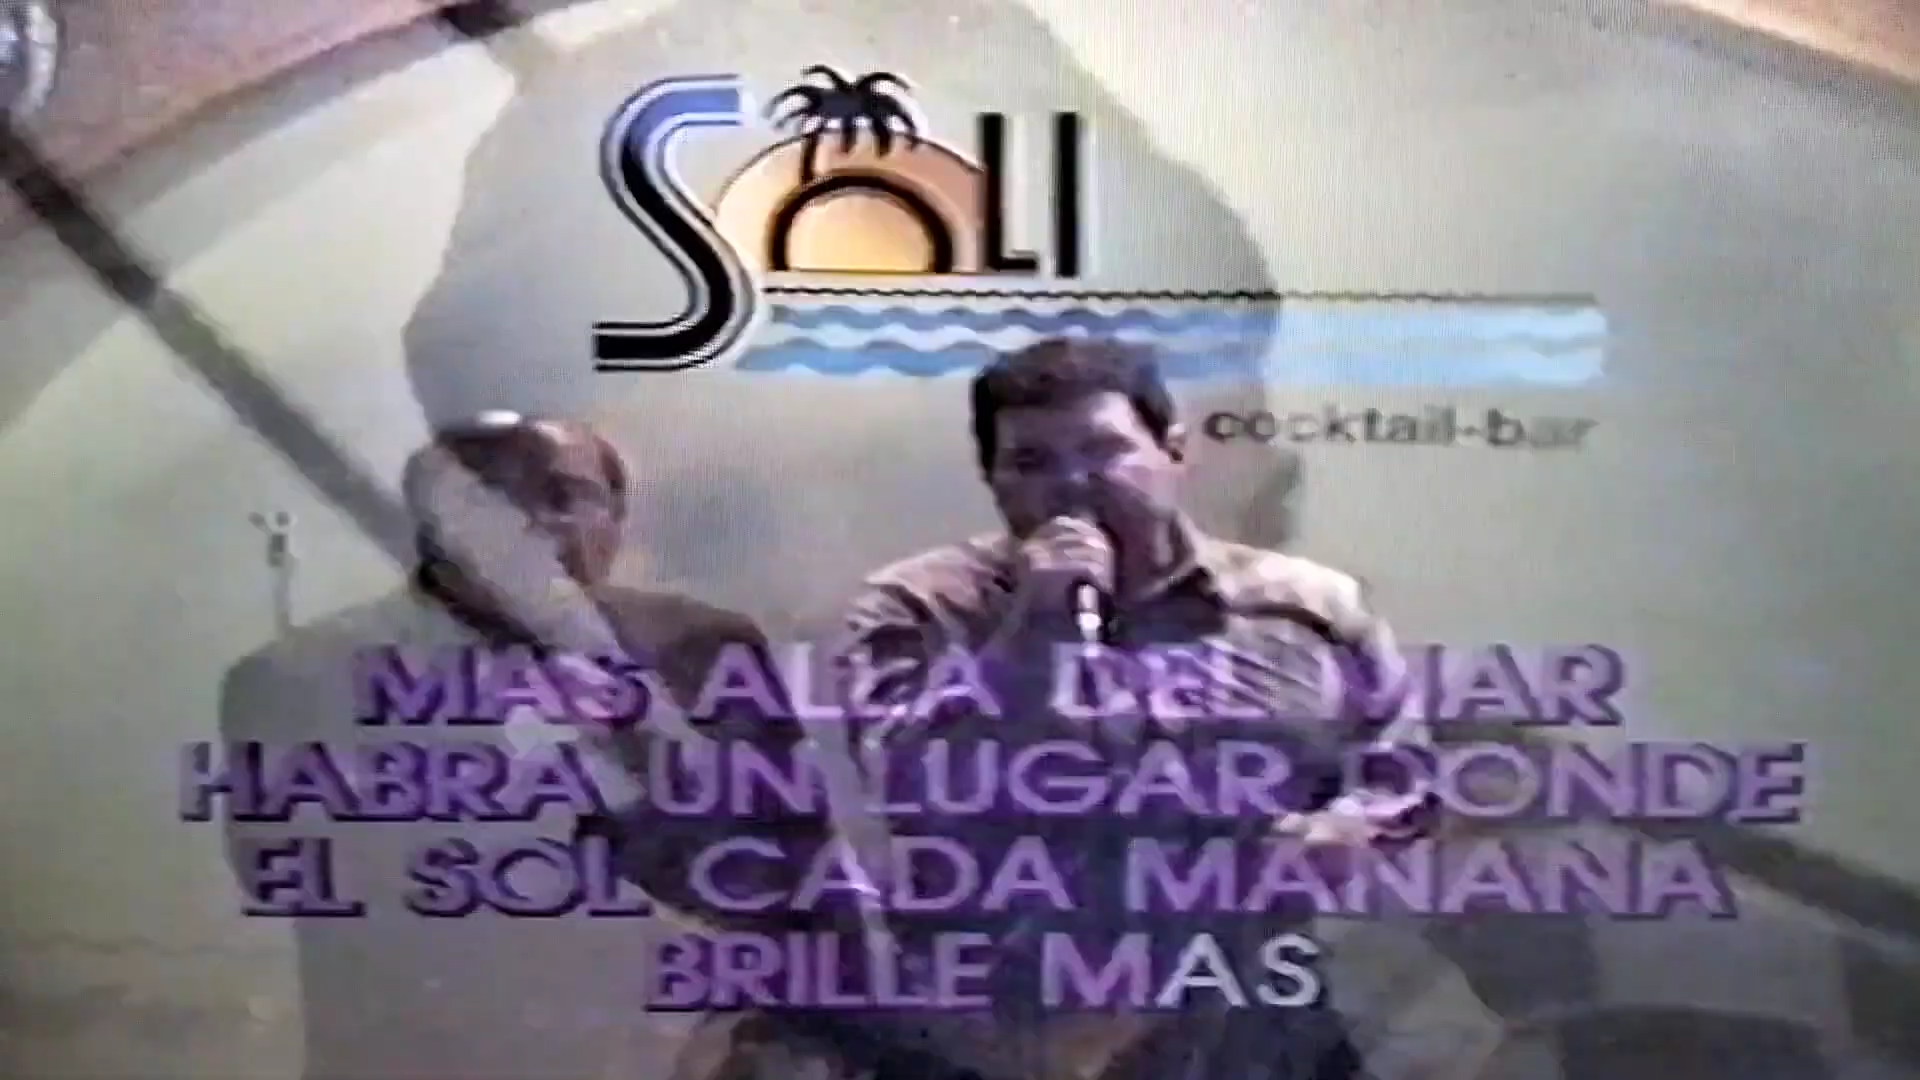 SOLI
cocktail-bar
MAS ALLA DEL MAR
HABRA UN LUGAR DONDE
EL SOL CADA MAÑANA
BRILLE MAS